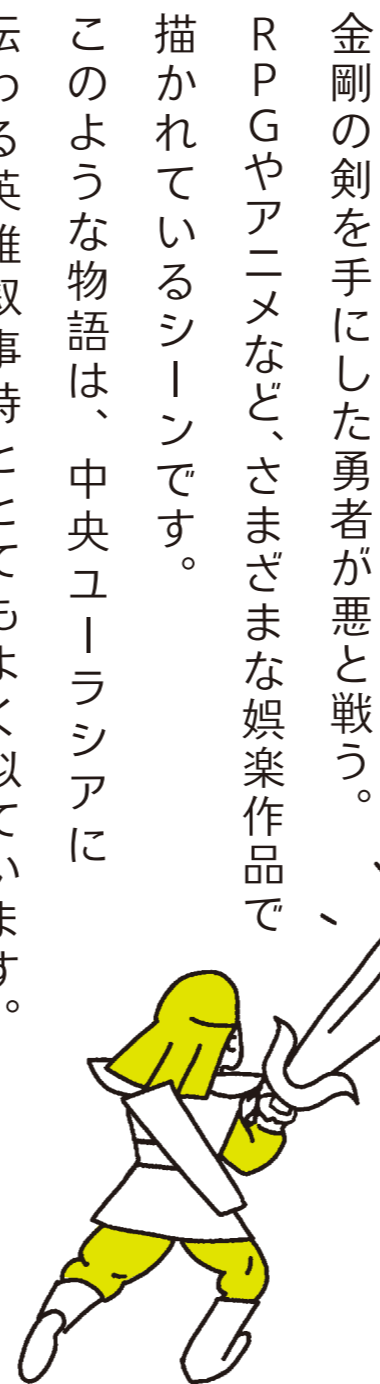 金剛の剣を手にした勇者が悪と戦う。
RPGやアニメなど、さまざまな娯楽作品で
描かれているシーンです。
このような物語は、中央ユーラシアに
伝わる英雄叙事詩ととてもよく似ています。